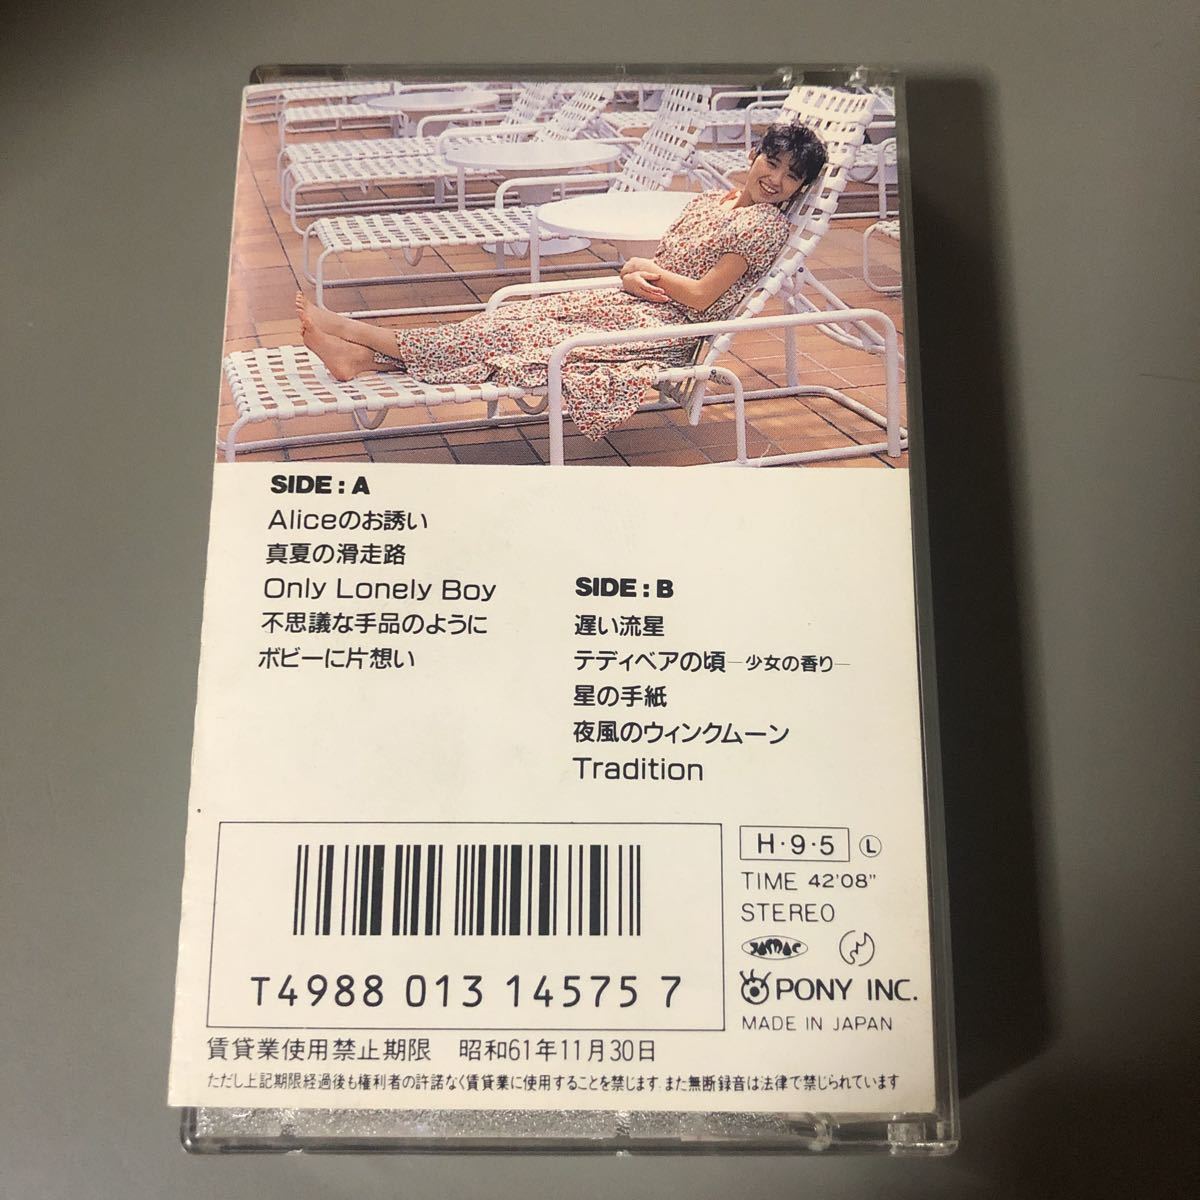 SIDE : A
Aliceのお誘い
真夏の滑走路
Only Lonely Boy
不思議な手品のように
ボビーに片想い
SIDE : B
遅い流星
テディベアの頃—少女の香り—
星の手紙
夜風のウィンクムーン
Tradition
T4988 013 14575 7
H・9・5 Ⓛ
TIME 42'08"
STEREO
JASRAC
PONY INC.
MADE IN JAPAN
賃貸業使用禁止期限 昭和61年11月30日
ただし上記期限経過後も権利者の許諾なく賃貸業に使用することを禁じます。また無断録音は法律で禁じられています